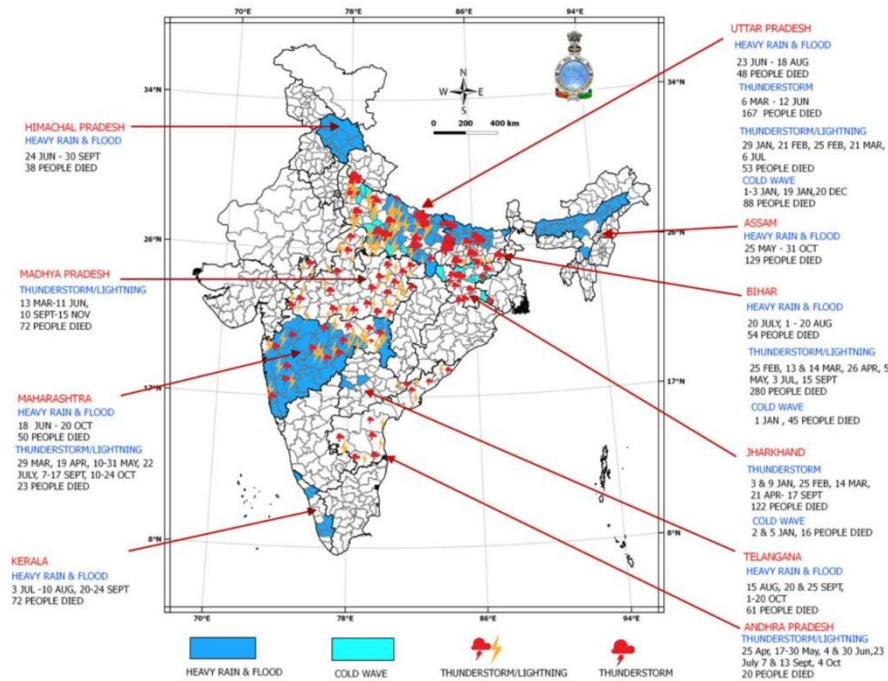 70°E
78°E
86°E
94°E
34°N
34°N
26°N
26°N
17°N
17°N
8°N
8°N
70°E
78°E
86°E
94°E
N
W
E
S
0
200
400 km
HIMACHAL PRADESH
HEAVY RAIN & FLOOD
24 JUN - 30 SEPT
38 PEOPLE DIED
MADHYA PRADESH
THUNDERSTORM/LIGHTNING
13 MAR-11 JUN,
10 SEPT-15 NOV
72 PEOPLE DIED
MAHARASHTRA
HEAVY RAIN & FLOOD
18 JUN - 20 OCT
50 PEOPLE DIED
THUNDERSTORM/LIGHTNING
29 MAR, 19 APR, 10-31 MAY, 22
JULY, 7-17 SEPT, 10-24 OCT
23 PEOPLE DIED
KERALA
HEAVY RAIN & FLOOD
3 JUL -10 AUG, 20-24 SEPT
72 PEOPLE DIED
UTTAR PRADESH
HEAVY RAIN & FLOOD
23 JUN - 18 AUG
48 PEOPLE DIED
THUNDERSTORM
6 MAR - 12 JUN
167 PEOPLE DIED
THUNDERSTORM/LIGHTNING
29 JAN, 21 FEB, 25 FEB, 21 MAR,
6 JUL
53 PEOPLE DIED
COLD WAVE
1-3 JAN, 19 JAN,20 DEC
88 PEOPLE DIED
ASSAM
HEAVY RAIN & FLOOD
25 MAY - 31 OCT
129 PEOPLE DIED
BIHAR
HEAVY RAIN & FLOOD
20 JULY, 1 - 20 AUG
54 PEOPLE DIED
THUNDERSTORM/LIGHTNING
25 FEB, 13 & 14 MAR, 26 APR, 5
MAY, 3 JUL, 15 SEPT
280 PEOPLE DIED
COLD WAVE
1 JAN , 45 PEOPLE DIED
JHARKHAND
THUNDERSTORM
3 & 9 JAN, 25 FEB, 14 MAR,
21 APR- 17 SEPT
122 PEOPLE DIED
COLD WAVE
2 & 5 JAN, 16 PEOPLE DIED
TELANGANA
HEAVY RAIN & FLOOD
15 AUG, 20 & 25 SEPT,
1-20 OCT
61 PEOPLE DIED
ANDHRA PRADESH
THUNDERSTORM/LIGHTNING
25 Apr, 17-30 May, 4 & 30 Jun,23
July 7 & 13 Sept, 4 Oct
20 PEOPLE DIED
HEAVY RAIN & FLOOD
COLD WAVE
THUNDERSTORM/LIGHTNING
THUNDERSTORM